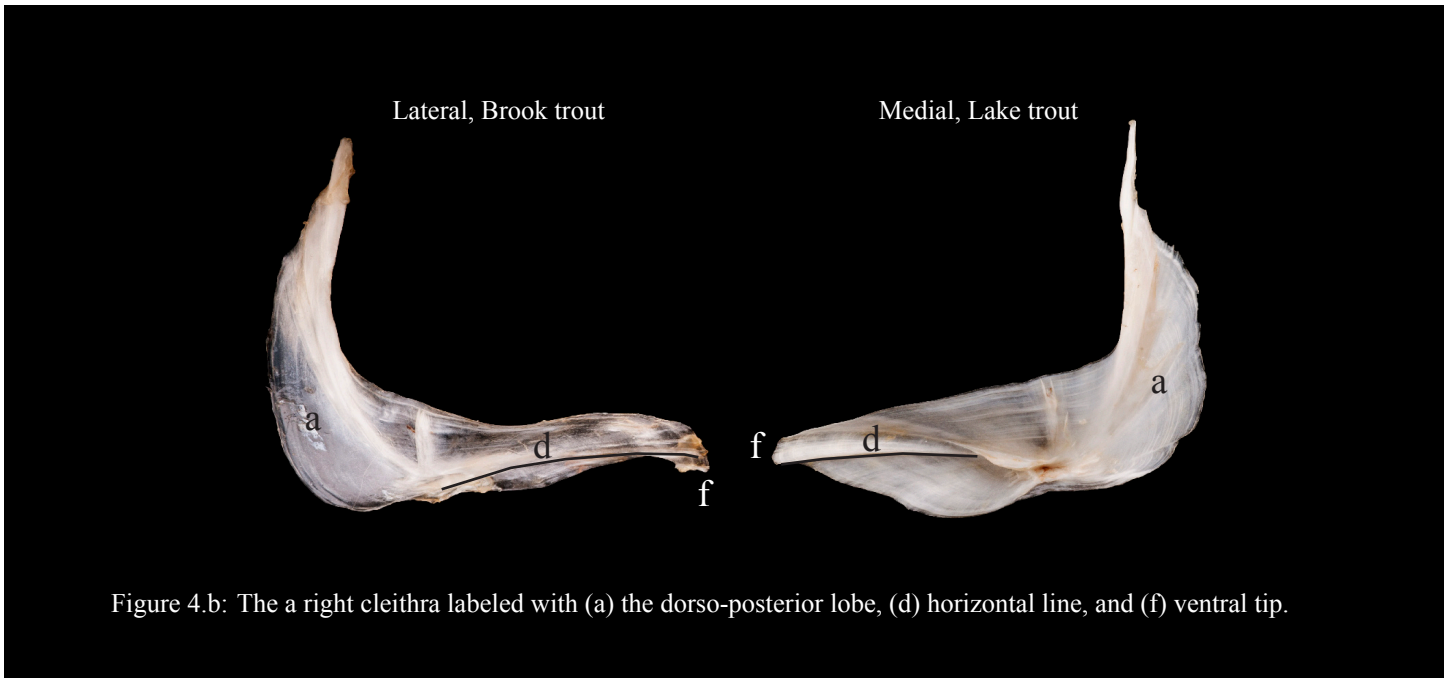 Lateral, Brook trout
Medial, Lake trout
a
d
f
f
d
a
Figure 4.b: The a right cleithra labeled with (a) the dorso-posterior lobe, (d) horizontal line, and (f) ventral tip.